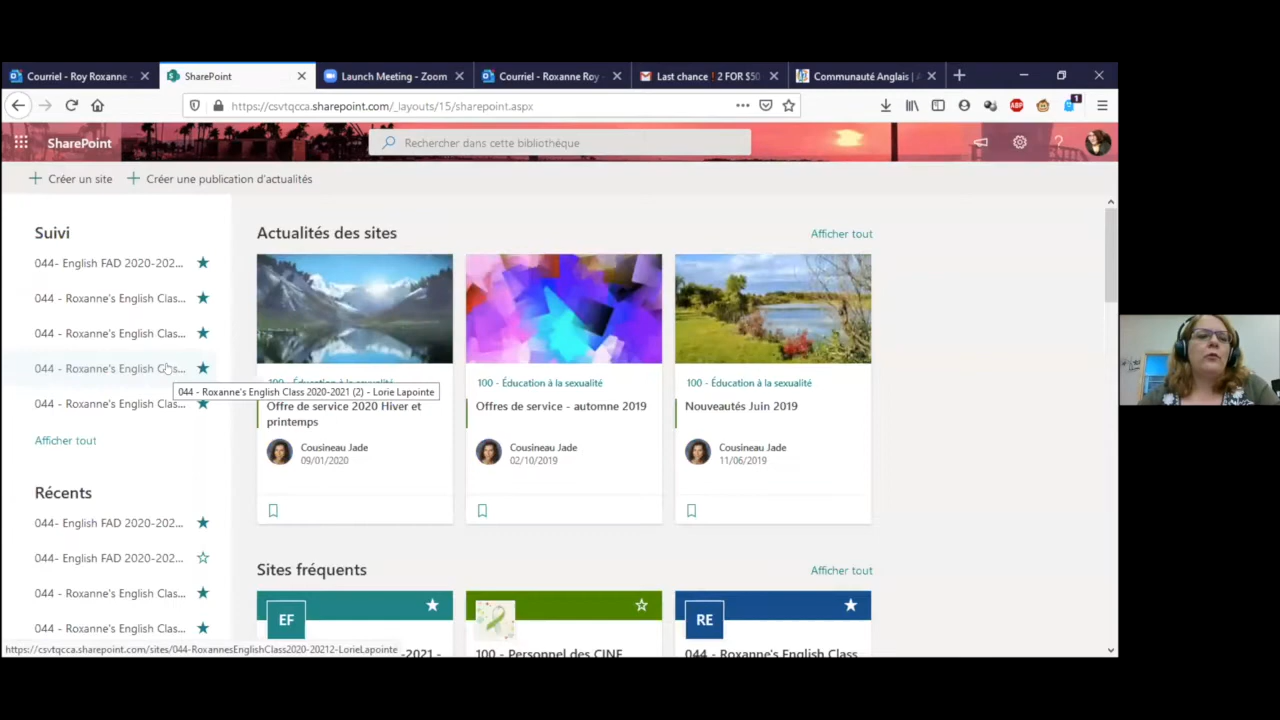 Courriel - Roy Roxanne -
SharePoint
Launch Meeting - Zoom
Courriel - Roxanne Roy -
Last chance ! 2 FOR $50
Communauté Anglais |
https://csvtqcca.sharepoint.com/_layouts/15/sharepoint.aspx
ABP
1
SharePoint
Rechercher dans cette bibliothèque
?
Créer un site
Créer une publication d'actualités
Suivi
044- English FAD 2020-202...
044 - Roxanne's English Clas...
044 - Roxanne's English Clas...
044 - Roxanne's English Clas...
044 - Roxanne's English Class 2020-2021 (2) - Lorie Lapointe
044 - Roxanne's English Clas...
Afficher tout
Récents
044- English FAD 2020-202...
044- English FAD 2020-202...
044 - Roxanne's English Clas...
044 - Roxanne's English Clas...
Actualités des sites
Afficher tout
100 - Éducation à la sexualité
Offre de service 2020 Hiver et
printemps
Cousineau Jade
09/01/2020
100 - Éducation à la sexualité
Offres de service - automne 2019
Cousineau Jade
02/10/2019
100 - Éducation à la sexualité
Nouveautés Juin 2019
Cousineau Jade
11/06/2019
Sites fréquents
Afficher tout
EF
-2021 -
100 - Personnel des CINF
RE
044 - Roxanne's English Class
https://csvtqcca.sharepoint.com/sites/044-RoxannesEnglishClass2020-20212-LorieLapointe